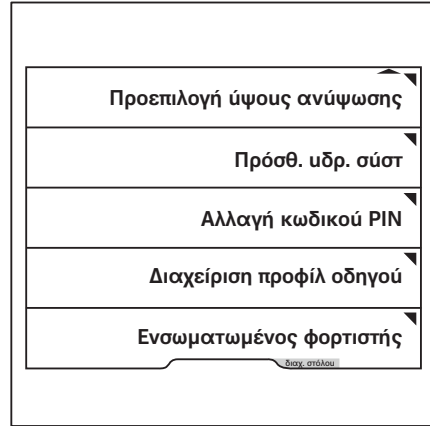 Προεπιλογή ύψους ανύψωσης
Πρόσθ. υδρ. σύστ
Αλλαγή κωδικού PIN
Διαχείριση προφίλ οδηγού
Ενσωματωμένος φορτιστής
διαχ. στόλου